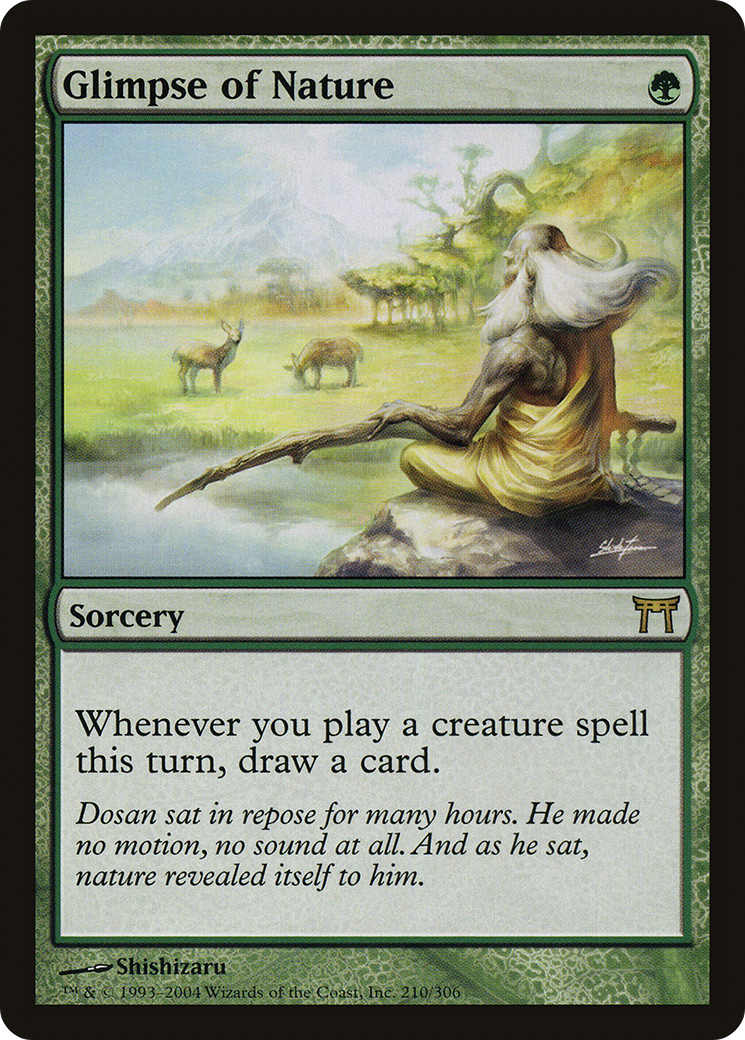 Glimpse of Nature
Sorcery
Whenever you play a creature spell
this turn, draw a card.
Dosan sat in repose for many hours. He made
no motion, no sound at all. And as he sat,
nature revealed itself to him.
Shishizaru
™ & © 1993–2004 Wizards of the Coast, Inc. 210/306